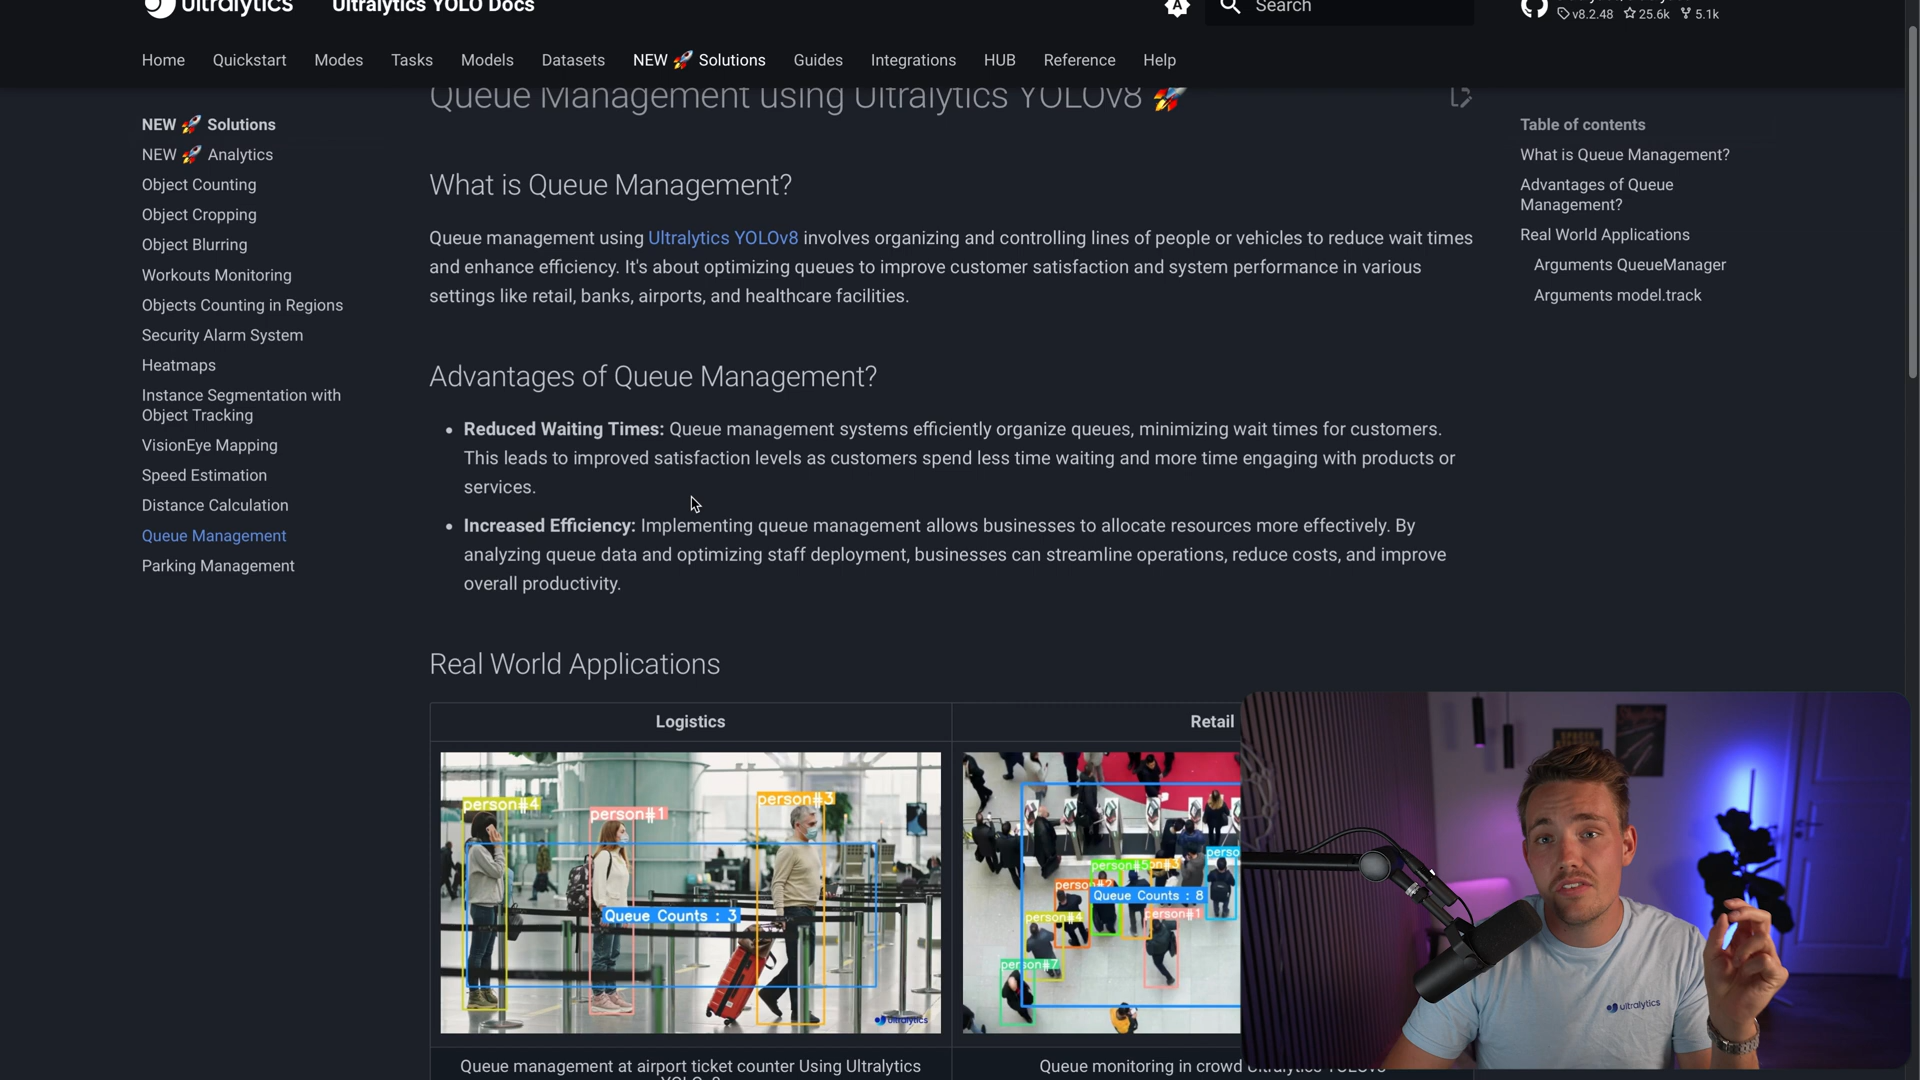 Ultralytics
Ultralytics YOLO Docs
Search
v8.2.48 25.6k 5.1k
Home Quickstart Modes Tasks Models Datasets NEW 🚀 Solutions Guides Integrations HUB Reference Help
NEW 🚀 Solutions
NEW 🚀 Analytics
Object Counting
Object Cropping
Object Blurring
Workouts Monitoring
Objects Counting in Regions
Security Alarm System
Heatmaps
Instance Segmentation with
Object Tracking
VisionEye Mapping
Speed Estimation
Distance Calculation
Queue Management
Parking Management
Queue Management using Ultralytics YOLOv8 🚀
What is Queue Management?
Queue management using Ultralytics YOLOv8 involves organizing and controlling lines of people or vehicles to reduce wait times
and enhance efficiency. It's about optimizing queues to improve customer satisfaction and system performance in various
settings like retail, banks, airports, and healthcare facilities.
Advantages of Queue Management?
Reduced Waiting Times: Queue management systems efficiently organize queues, minimizing wait times for customers.
This leads to improved satisfaction levels as customers spend less time waiting and more time engaging with products or
services.
Increased Efficiency: Implementing queue management allows businesses to allocate resources more effectively. By
analyzing queue data and optimizing staff deployment, businesses can streamline operations, reduce costs, and improve
overall productivity.
Real World Applications
Logistics
Retail
person#4
person#1
person#3
Queue Counts : 3
ultralytics
person#5
person#2
Queue Counts : 8
person#4
person#1
person#7
Queue management at airport ticket counter Using Ultralytics
Queue monitoring in crowd Ultralytics YOLOv8
Table of contents
What is Queue Management?
Advantages of Queue
Management?
Real World Applications
Arguments QueueManager
Arguments model.track
ultralytics